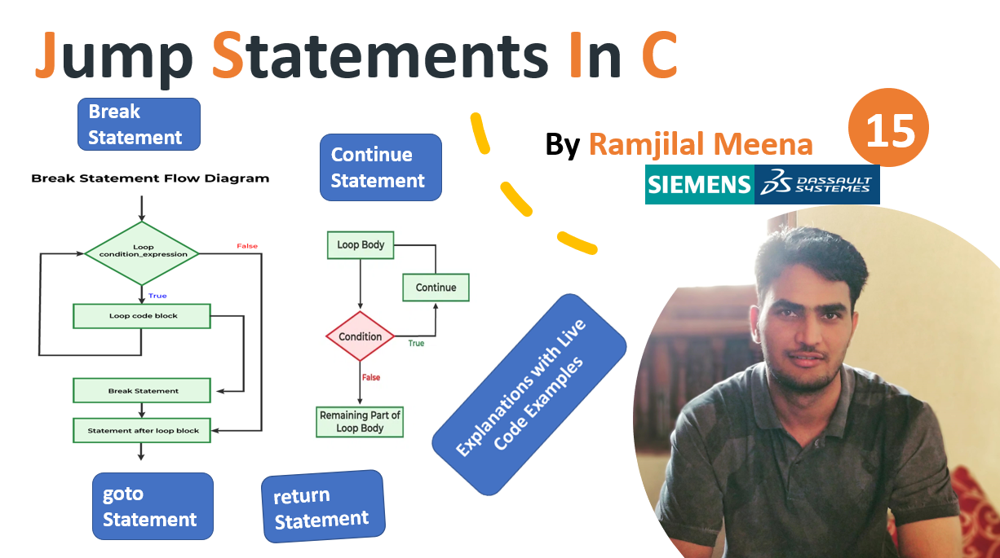 Jump Statements In C
Break
Statement
Continue
Statement
By Ramjilal Meena
15
SIEMENS
DASSAULT
SYSTEMES
Break Statement Flow Diagram
Loop
condition_expression
False
True
Loop code block
Break Statement
Statement after loop block
Loop Body
Continue
Condition
True
False
Remaining Part of
Loop Body
Explanations with Live
Code Examples
goto
Statement
return
Statement